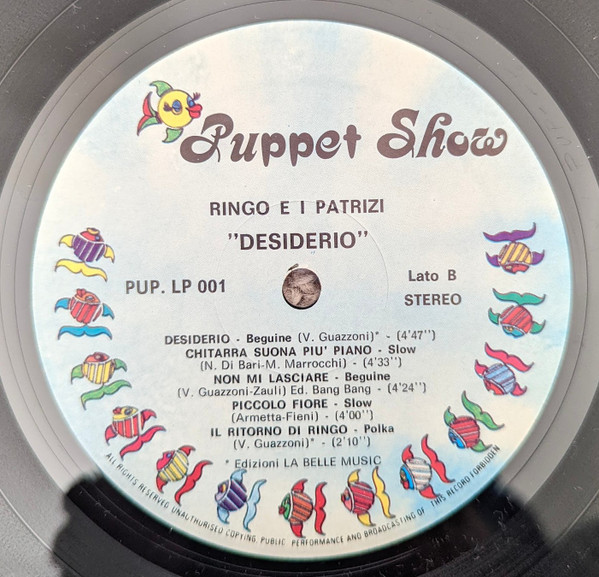 Puppet Show
RINGO E I PATRIZI
"DESIDERIO"
PUP. LP 001
Lato B
STEREO
DESIDERIO - Beguine (V. Guazzoni)* - (4'47'')
CHITARRA SUONA PIU' PIANO - Slow
(N. Di Bari-M. Marrocchi) - (4'33'')
NON MI LASCIARE - Beguine
(V. Guazzoni-Zauli) Ed. Bang Bang - (4'24'')
PICCOLO FIORE - Slow
(Armetta-Fieni) - (4'00'')
IL RITORNO DI RINGO - Polka
(V. Guazzoni)* - (2'10'')
* Edizioni LA BELLE MUSIC
ALL RIGHTS RESERVED UNAUTHORISED COPYING. PUBLIC PERFORMANCE AND BROADCASTING OF THIS RECORD FORBIDDEN